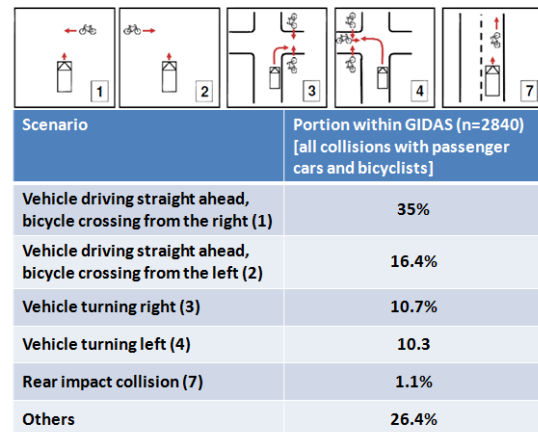 1
2
3
4
7
Scenario
Portion within GIDAS (n=2840)
[all collisions with passenger
cars and bicyclists]
Vehicle driving straight ahead,
bicycle crossing from the right (1)
35%
Vehicle driving straight ahead,
bicycle crossing from the left (2)
16.4%
Vehicle turning right (3)
10.7%
Vehicle turning left (4)
10.3
Rear impact collision (7)
1.1%
Others
26.4%